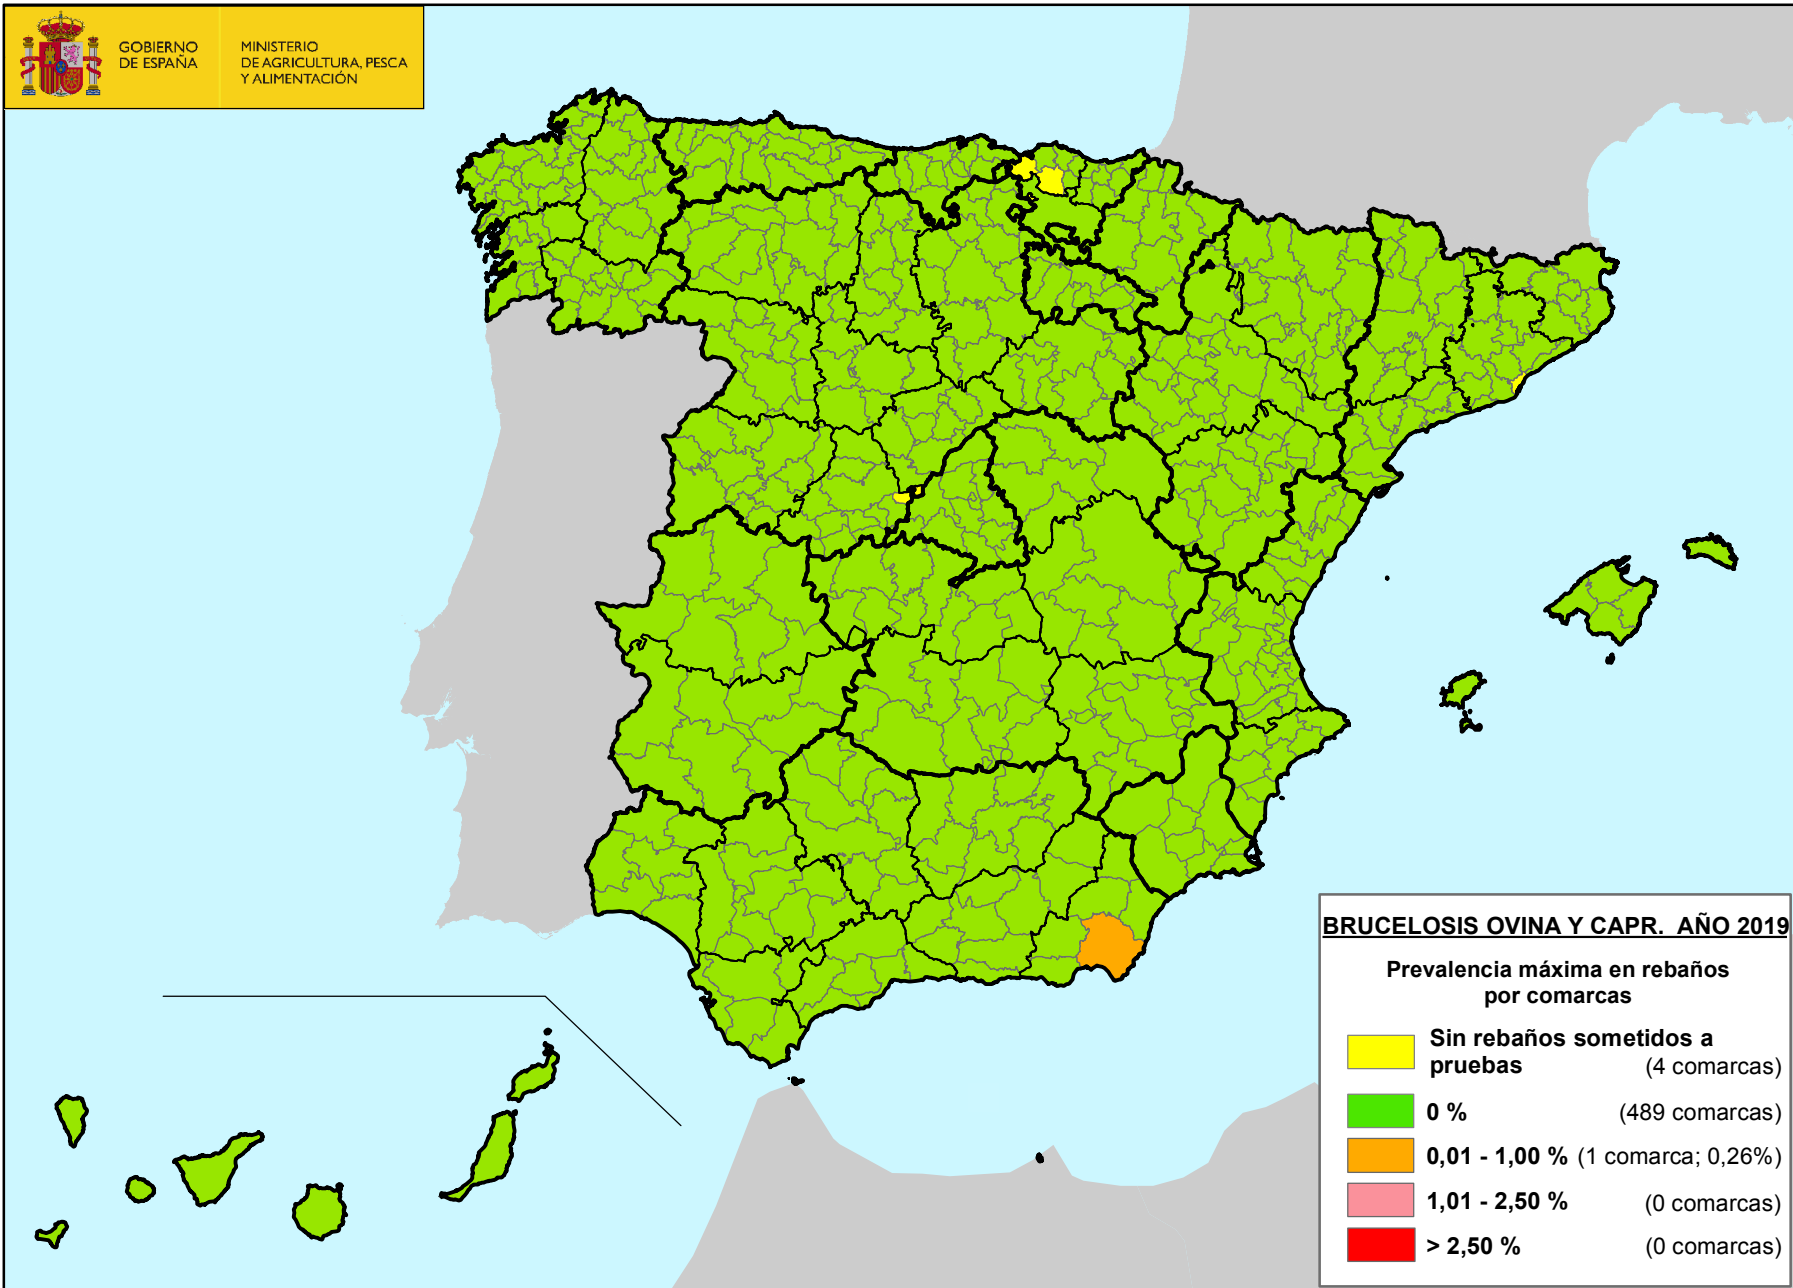 GOBIERNO
DE ESPAÑA
MINISTERIO
DE AGRICULTURA, PESCA
Y ALIMENTACIÓN
BRUCELOSIS OVINA Y CAPR. AÑO 2019
Prevalencia máxima en rebaños
por comarcas
Sin rebaños sometidos a
pruebas (4 comarcas)
0 % (489 comarcas)
0,01 - 1,00 % (1 comarca; 0,26%)
1,01 - 2,50 % (0 comarcas)
> 2,50 % (0 comarcas)